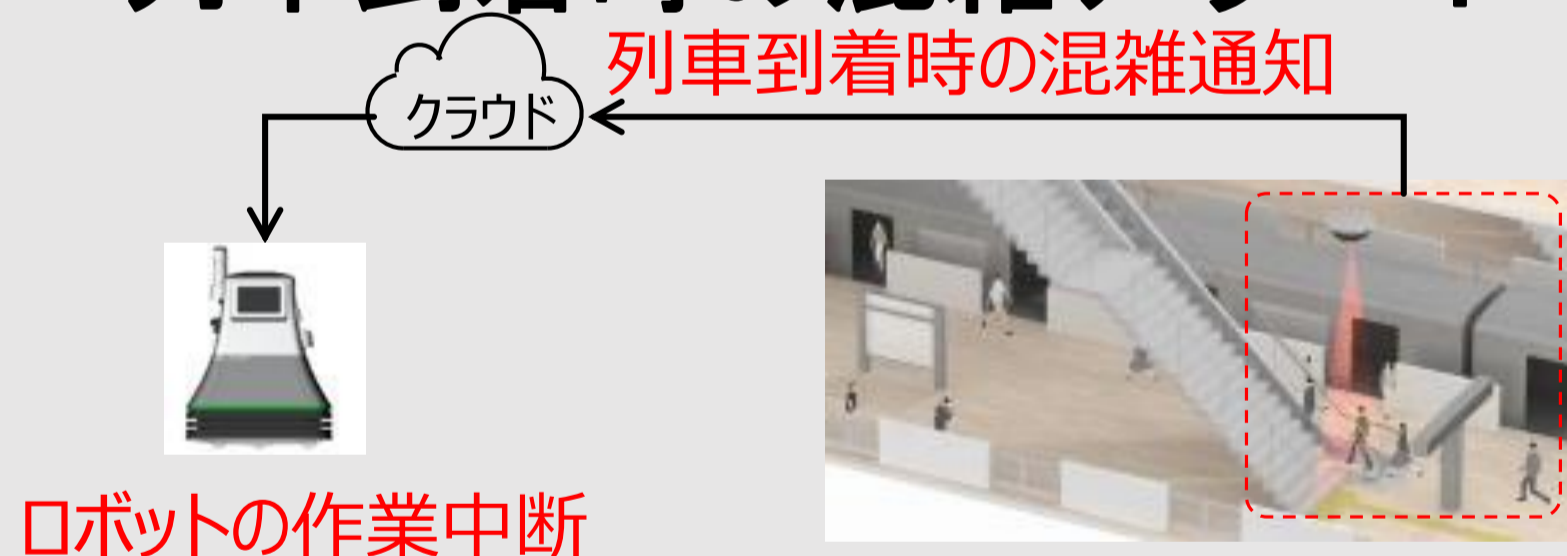 列車到着時の混雑通知
クラウド
ロボットの作業中断